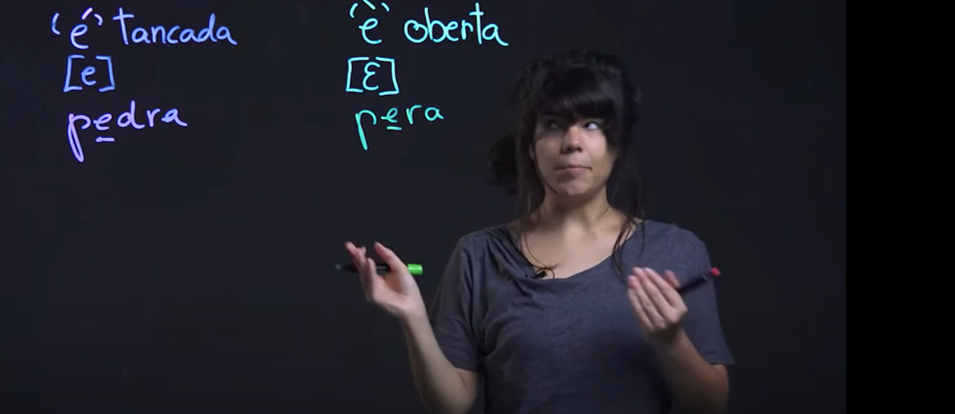 'é' tancada
[e]
pedra
"è" oberta
[ɛ]
pera